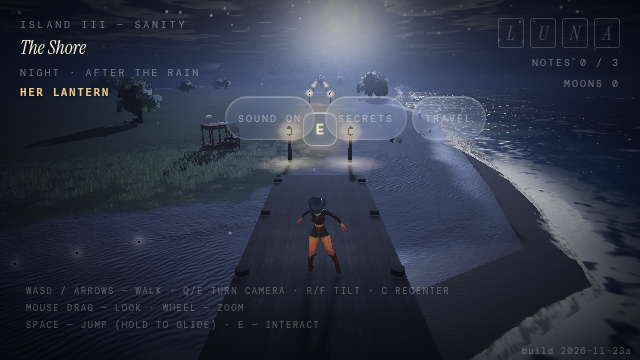 ISLAND III — SANITY
The Shore
NIGHT · AFTER THE RAIN
HER LANTERN
L U N A
NOTES 0 / 3
MOONS 0
SOUND ON
E
SECRETS
TRAVEL
WASD / ARROWS — WALK · Q/E TURN CAMERA · R/F TILT · C RECENTER
MOUSE DRAG — LOOK · WHEEL — ZOOM
SPACE — JUMP (HOLD TO GLIDE) · E — INTERACT
build 2026-11-23a